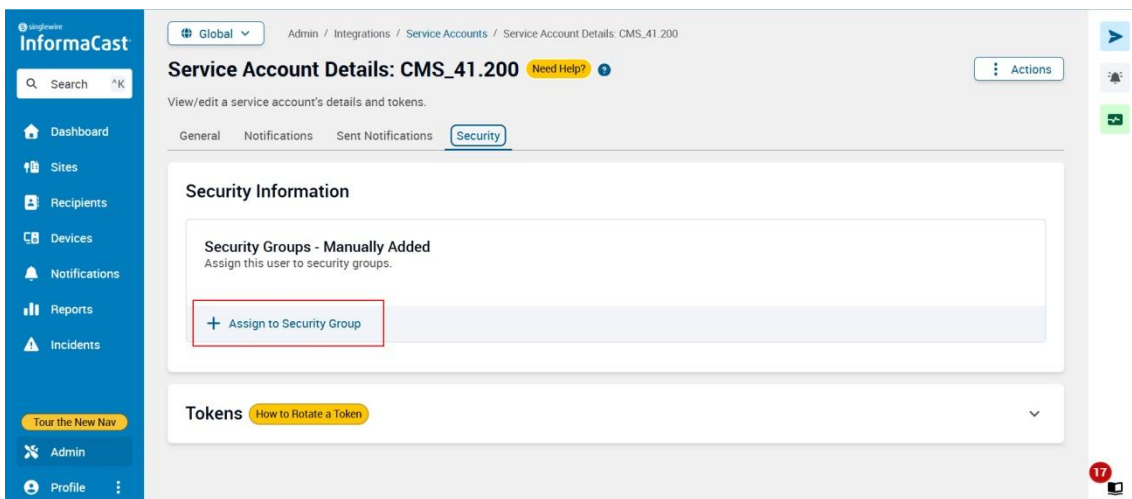 singlewire
InformaCast
Search ^K
Dashboard
Sites
Recipients
Devices
Notifications
Reports
Incidents
Tour the New Nav
Admin
Profile
Global
Admin / Integrations / Service Accounts / Service Account Details: CMS_41.200
Service Account Details: CMS_41.200 Need Help? ?
Actions
View/edit a service account's details and tokens.
General Notifications Sent Notifications Security
Security Information
Security Groups - Manually Added
Assign this user to security groups.
+ Assign to Security Group
Tokens How to Rotate a Token
17